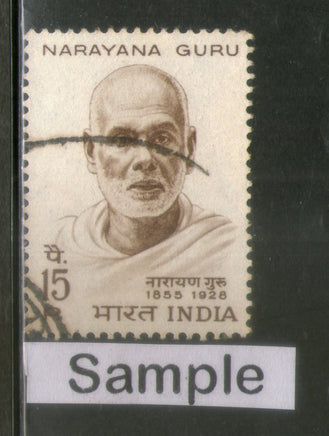 NARAYANA GURU
पै.
15
नारायण गुरु
1855 1928
भारत INDIA
Sample